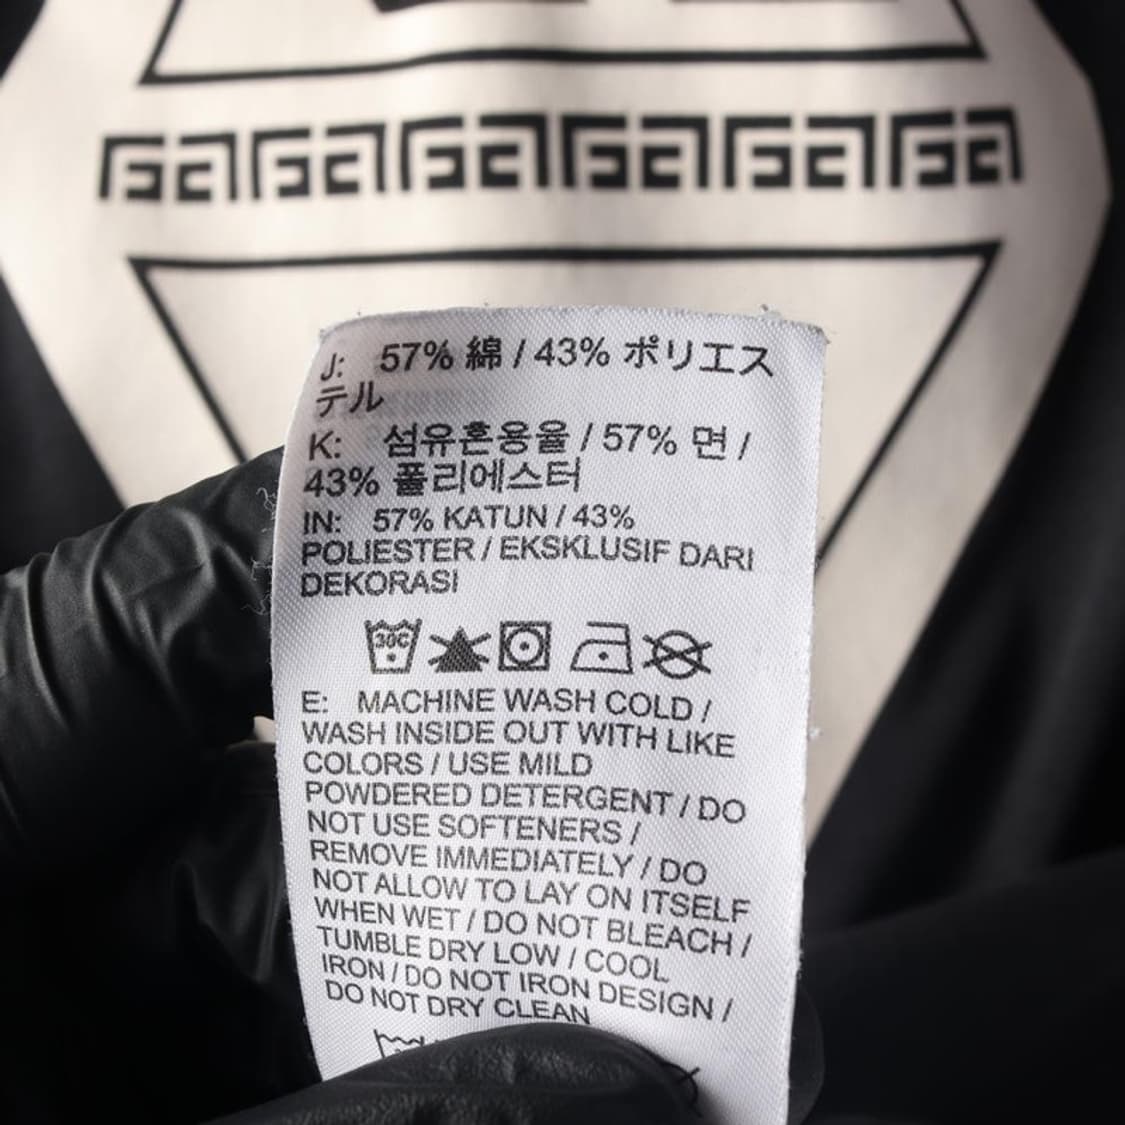 J: 57% 綿 / 43% ポリエス
テル
K: 섬유혼용율 / 57% 면 /
43% 폴리에스터
IN: 57% KATUN / 43%
POLIESTER / EKSKLUSIF DARI
DEKORASI
30C
E: MACHINE WASH COLD /
WASH INSIDE OUT WITH LIKE
COLORS / USE MILD
POWDERED DETERGENT / DO
NOT USE SOFTENERS /
REMOVE IMMEDIATELY / DO
NOT ALLOW TO LAY ON ITSELF
WHEN WET / DO NOT BLEACH /
TUMBLE DRY LOW / COOL
IRON / DO NOT IRON DESIGN /
DO NOT DRY CLEAN